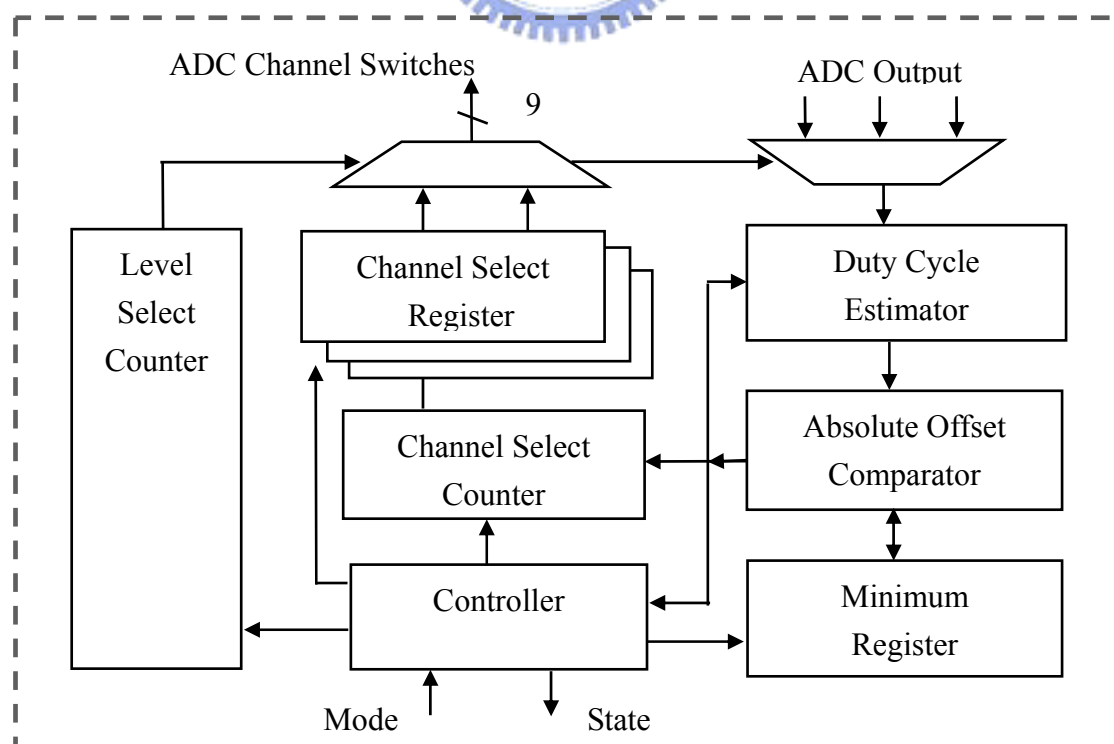 ADC Channel Switches
9
ADC Output
Level
Select
Counter
Channel Select
Register
Duty Cycle
Estimator
Channel Select
Counter
Absolute Offset
Comparator
Controller
Minimum
Register
Mode
State